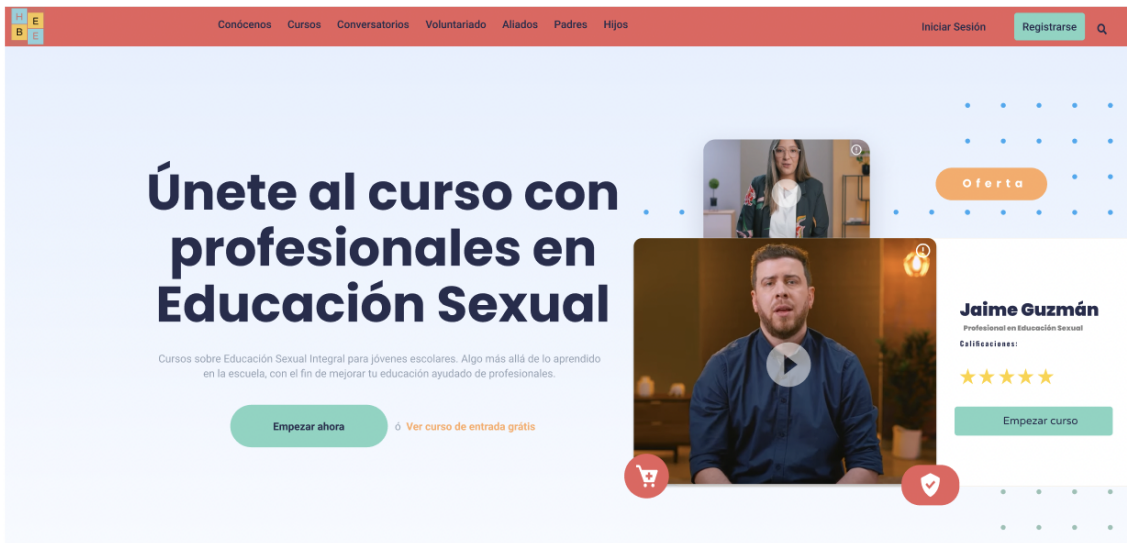 H E
B E
Conócenos Cursos Conversatorios Voluntariado Aliados Padres Hijos
Iniciar Sesión Registrarse
Únete al curso con
profesionales en
Educación Sexual
Cursos sobre Educación Sexual Integral para jóvenes escolares. Algo más allá de lo aprendido
en la escuela, con el fin de mejorar tu educación ayudado de profesionales.
Empezar ahora ó Ver curso de entrada grátis
Oferta
Jaime Guzmán
Profesional en Educación Sexual
Calificaciones:
Empezar curso